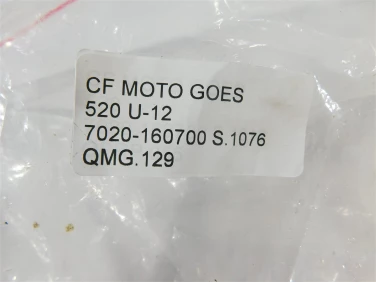 CF MOTO GOES
520 U-12
7020-160700 S.1076
QMG.129